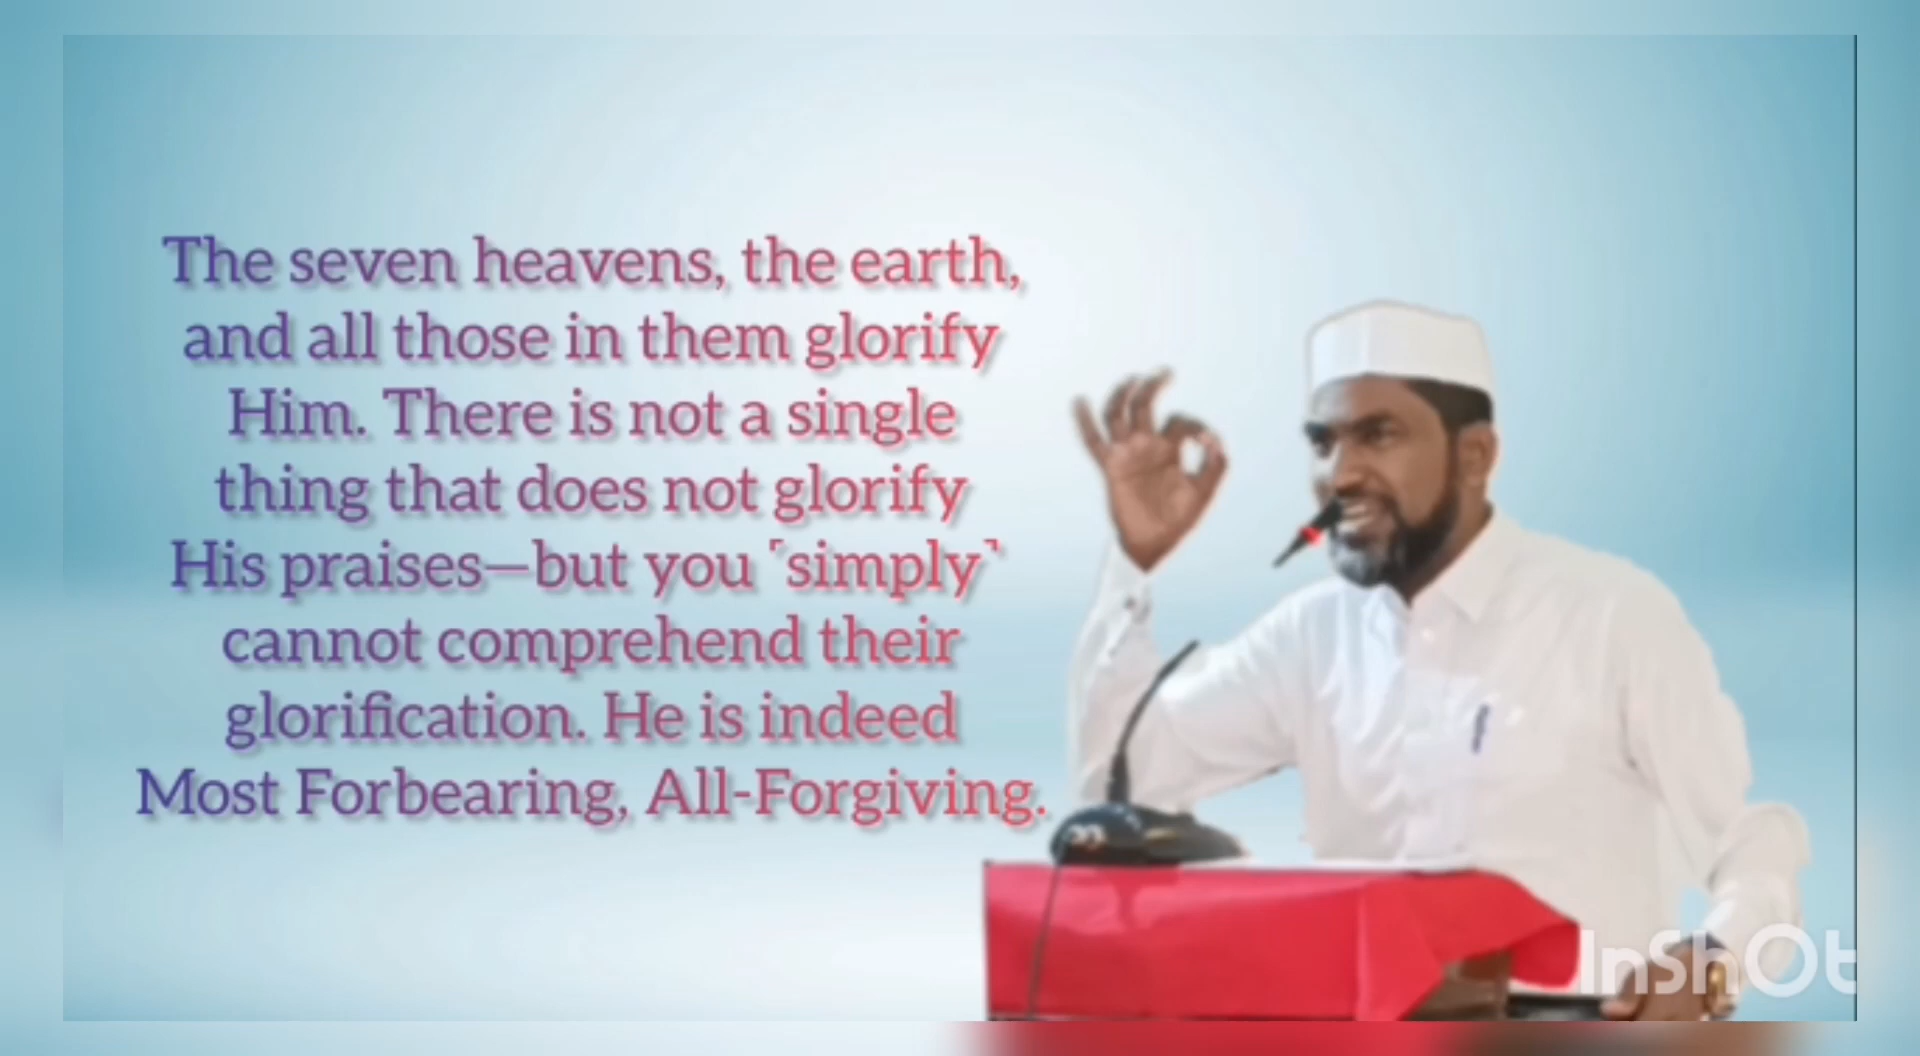 The seven heavens, the earth,
and all those in them glorify
Him. There is not a single
thing that does not glorify
His praises—but you ˹simply˺
cannot comprehend their
glorification. He is indeed
Most Forbearing, All-Forgiving.
InShOt